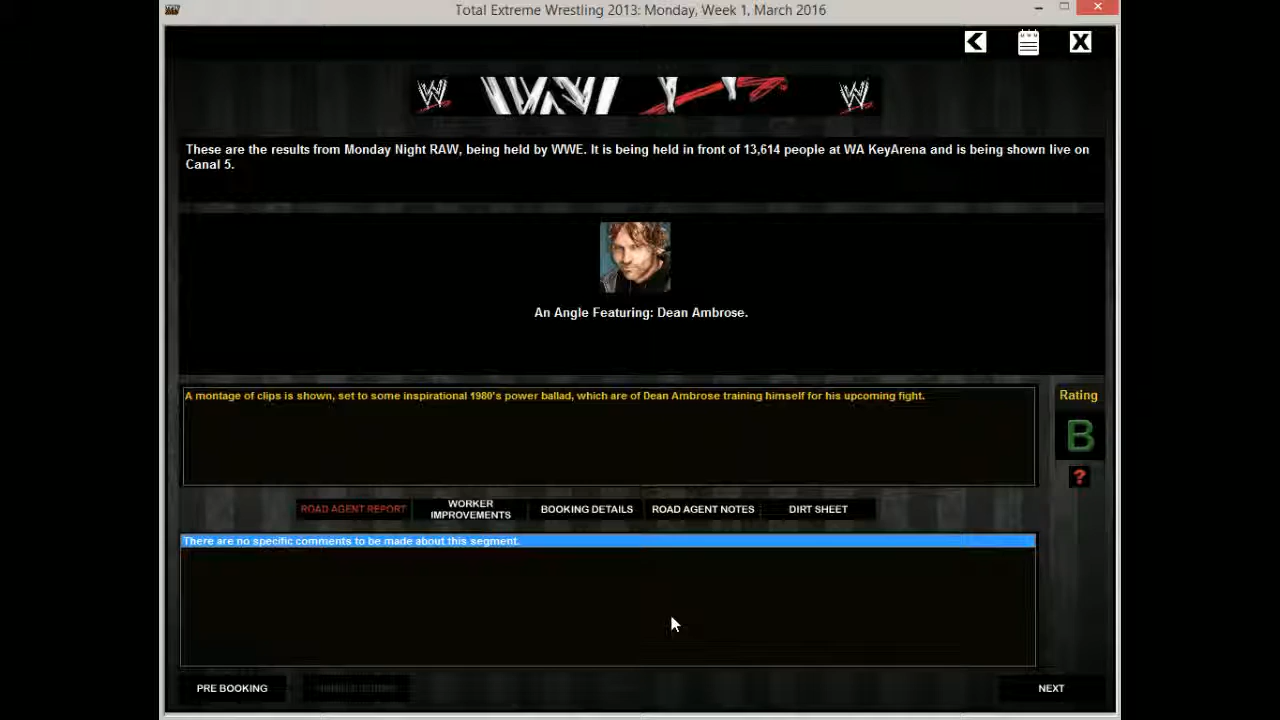 Total Extreme Wrestling 2013: Monday, Week 1, March 2016
These are the results from Monday Night RAW, being held by WWE. It is being held in front of 13,614 people at WA KeyArena and is being shown live on
Canal 5.
An Angle Featuring: Dean Ambrose.
A montage of clips is shown, set to some inspirational 1980's power ballad, which are of Dean Ambrose training himself for his upcoming fight.
Rating
B
?
ROAD AGENT REPORT
WORKER
IMPROVEMENTS
BOOKING DETAILS
ROAD AGENT NOTES
DIRT SHEET
There are no specific comments to be made about this segment.
PRE BOOKING
NEXT